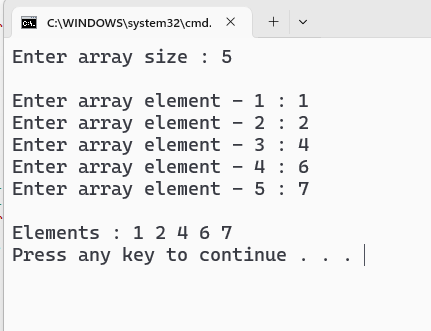 C:\WINDOWS\system32\cmd.
Enter array size : 5
Enter array element - 1 : 1
Enter array element - 2 : 2
Enter array element - 3 : 4
Enter array element - 4 : 6
Enter array element - 5 : 7
Elements : 1 2 4 6 7
Press any key to continue . . .